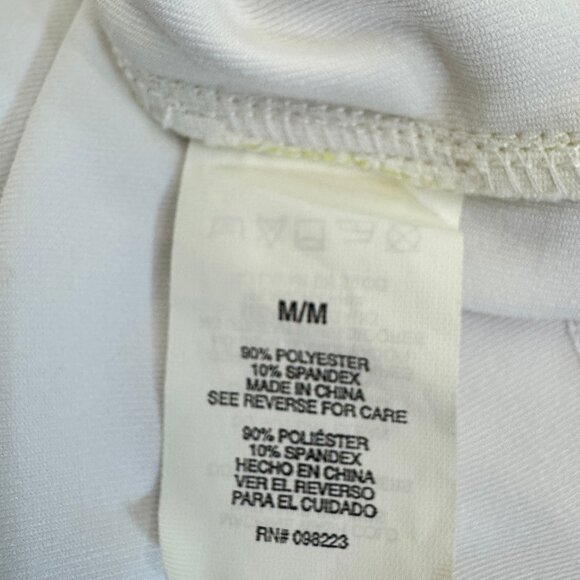 M/M
90% POLYESTER
10% SPANDEX
MADE IN CHINA
SEE REVERSE FOR CARE
90% POLIÉSTER
10% SPANDEX
HECHO EN CHINA
VER EL REVERSO
PARA EL CUIDADO
RN# 098223